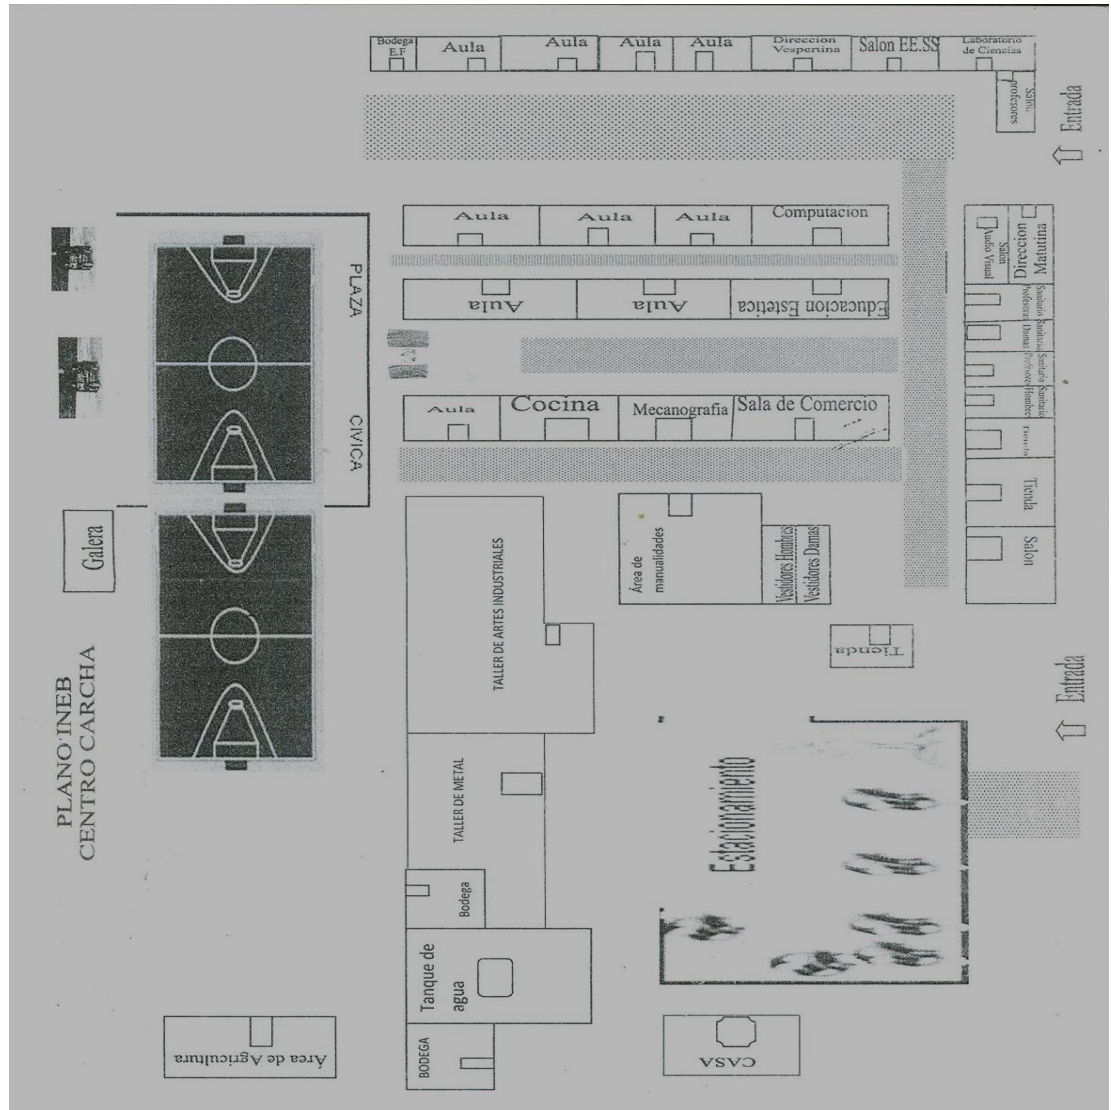 Bodega
E.F
Aula
Aula
Aula
Aula
Direccion
Vespertina
Salon EE.SS
Laboratorio
de Ciencias
Salon
profesores
Entrada
Aula
Aula
Aula
Computacion
Salon
Audio Visual
Direccion
Matutina
PLAZA
CIVICA
Aula
Aula
Educacion Estetica
Sanitario
Profesoras
Sanitario
Damas
Sanitario
Profesores
Sanitario
Hombres
Aula
Cocina
Mecanografia
Sala de Comercio
Tienda
Tienda
Salon
Galera
TALLER DE ARTES INDUSTRIALES
Área de
manualidades
Vestidores Hombres
Vestidores Damas
Tienda
Entrada
PLANO INEB
CENTRO CARCHA
TALLER DE METAL
Estacionamiento
Bodega
Tanque de
agua
Área de Agricultura
BODEGA
CASA